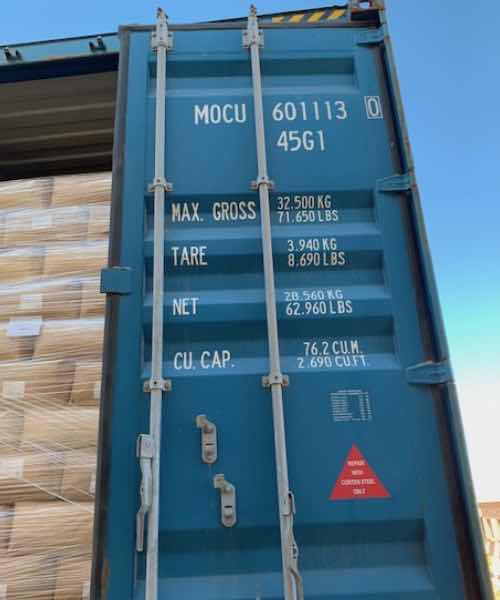 MOCU 601113 0
45G1
MAX. GROSS 32.500 KG
71.650 LBS
TARE 3.940 KG
8.690 LBS
NET 28.560 KG
62.960 LBS
CU. CAP. 76.2 CU.M.
2.690 CU.FT.
REPAIR
WITH
CORTEN STEEL
ONLY